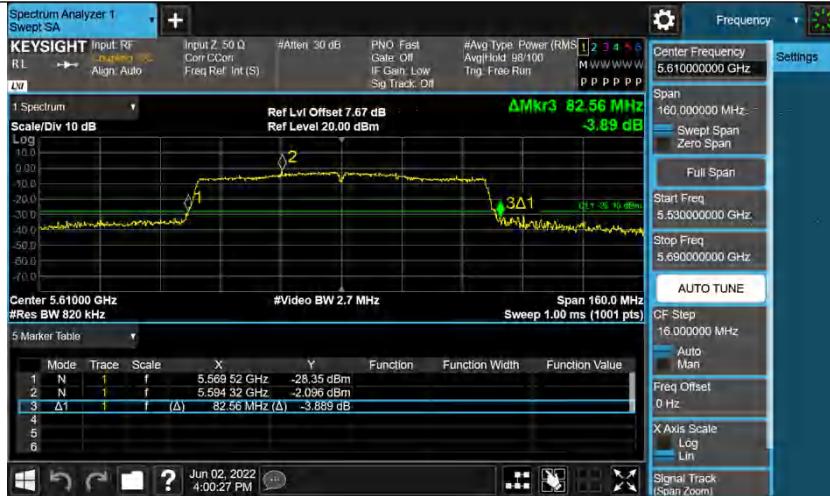 Spectrum Analyzer 1
Swept SA
Frequency
KEYSIGHT
RL
Input: RF
Align: Auto
Input Z: 50 Ω
Corr CCorr
Freq Ref: Int (S)
#Atten: 30 dB
PNO: Fast
Gate: Off
IF Gain: Low
Sig Track: Off
#Avg Type: Power (RMS)
Avg|Hold: 98/100
Trig: Free Run
1 2 3 4 5 6
M W W W W W
P P P P P P
LNI
1 Spectrum
Scale/Div 10 dB
Ref Lvl Offset 7.67 dB
Ref Level 20.00 dBm
ΔMkr3 82.56 MHz
-3.89 dB
Log
10.0
0.00
-10.0
-20.0
-30.0
-40.0
-50.0
-60.0
-70.0
1
2
3Δ1
Center 5.61000 GHz
#Res BW 820 kHz
#Video BW 2.7 MHz
Span 160.0 MHz
Sweep 1.00 ms (1001 pts)
5 Marker Table
Mode Trace Scale X Y Function Function Width Function Value
1 N 1 f 5.569 52 GHz -28.35 dBm
2 N 1 f 5.594 32 GHz -2.096 dBm
3 Δ1 1 f (Δ) 82.56 MHz (Δ) -3.889 dB
4
5
6
Jun 02, 2022
4:00:27 PM
Settings
Center Frequency
5.610000000 GHz
Span
160.000000 MHz
Swept Span
Zero Span
Full Span
Start Freq
5.530000000 GHz
Stop Freq
5.690000000 GHz
AUTO TUNE
CF Step
16.000000 MHz
Auto
Man
Freq Offset
0 Hz
X Axis Scale
Log
Lin
Signal Track
(Span Zoom)